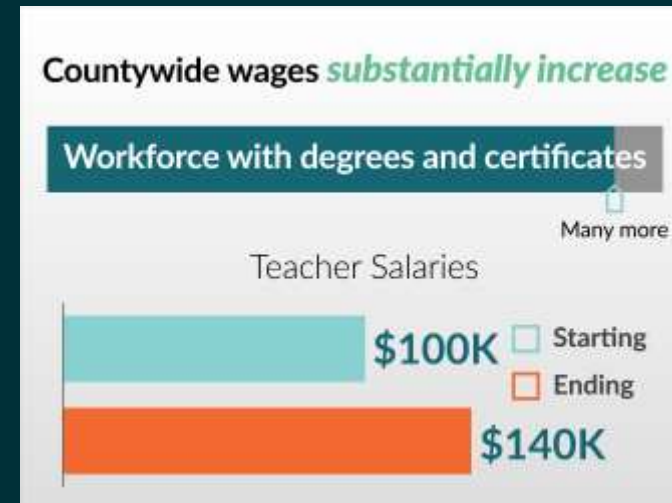 Countywide wages substantially increase
Workforce with degrees and certificates
Many more
Teacher Salaries
$100K
Starting
Ending
$140K